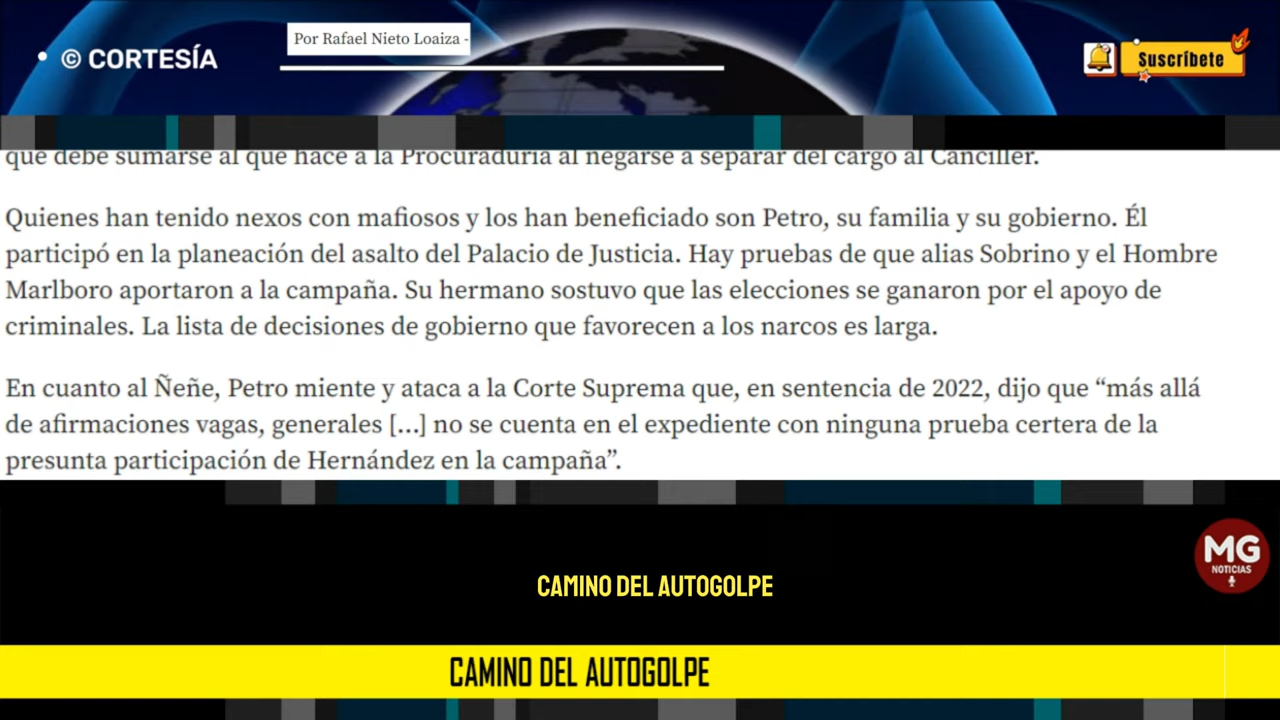 Por Rafael Nieto Loaiza -
• © CORTESÍA
Suscríbete
que debe sumarse al que hace a la Procuraduría al negarse a separar del cargo al Canciller.
Quienes han tenido nexos con mafiosos y los han beneficiado son Petro, su familia y su gobierno. Él
participó en la planeación del asalto del Palacio de Justicia. Hay pruebas de que alias Sobrino y el Hombre
Marlboro aportaron a la campaña. Su hermano sostuvo que las elecciones se ganaron por el apoyo de
criminales. La lista de decisiones de gobierno que favorecen a los narcos es larga.
En cuanto al Ñeñe, Petro miente y ataca a la Corte Suprema que, en sentencia de 2022, dijo que “más allá
de afirmaciones vagas, generales [...] no se cuenta en el expediente con ninguna prueba certera de la
presunta participación de Hernández en la campaña”.
MG
NOTICIAS
CAMINO DEL AUTOGOLPE
CAMINO DEL AUTOGOLPE